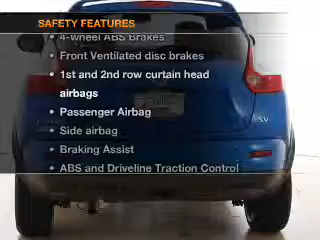 SAFETY FEATURES
• 4-wheel ABS Brakes
• Front Ventilated disc brakes
• 1st and 2nd row curtain head
airbags
• Passenger Airbag
• Side airbag
• Braking Assist
• ABS and Driveline Traction Control
SV